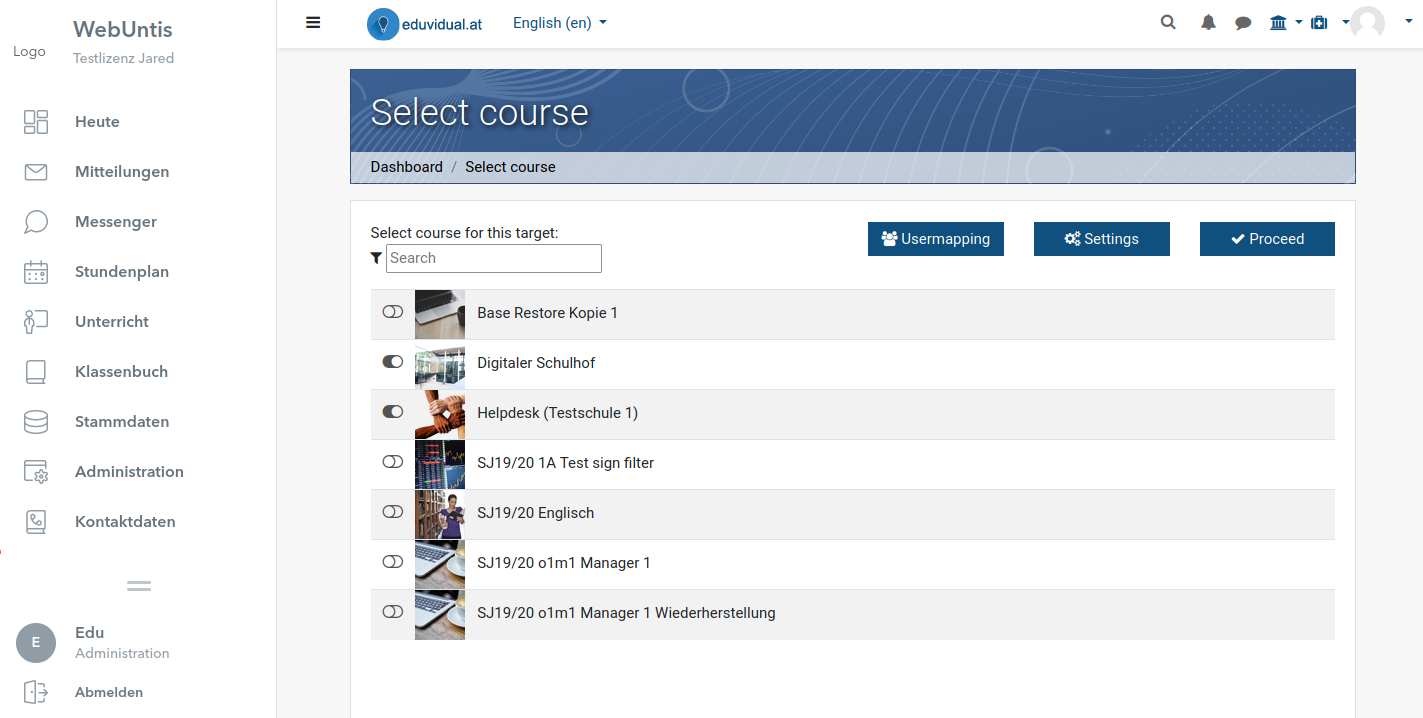 WebUntis
Logo
Testlizenz Jared
Heute
Mitteilungen
Messenger
Stundenplan
Unterricht
Klassenbuch
Stammdaten
Administration
Kontaktdaten
E
Edu
Administration
Abmelden
eduvidual.at
English (en)
Select course
Dashboard / Select course
Select course for this target:
Search
Usermapping
Settings
Proceed
Base Restore Kopie 1
Digitaler Schulhof
Helpdesk (Testschule 1)
SJ19/20 1A Test sign filter
SJ19/20 Englisch
SJ19/20 o1m1 Manager 1
SJ19/20 o1m1 Manager 1 Wiederherstellung